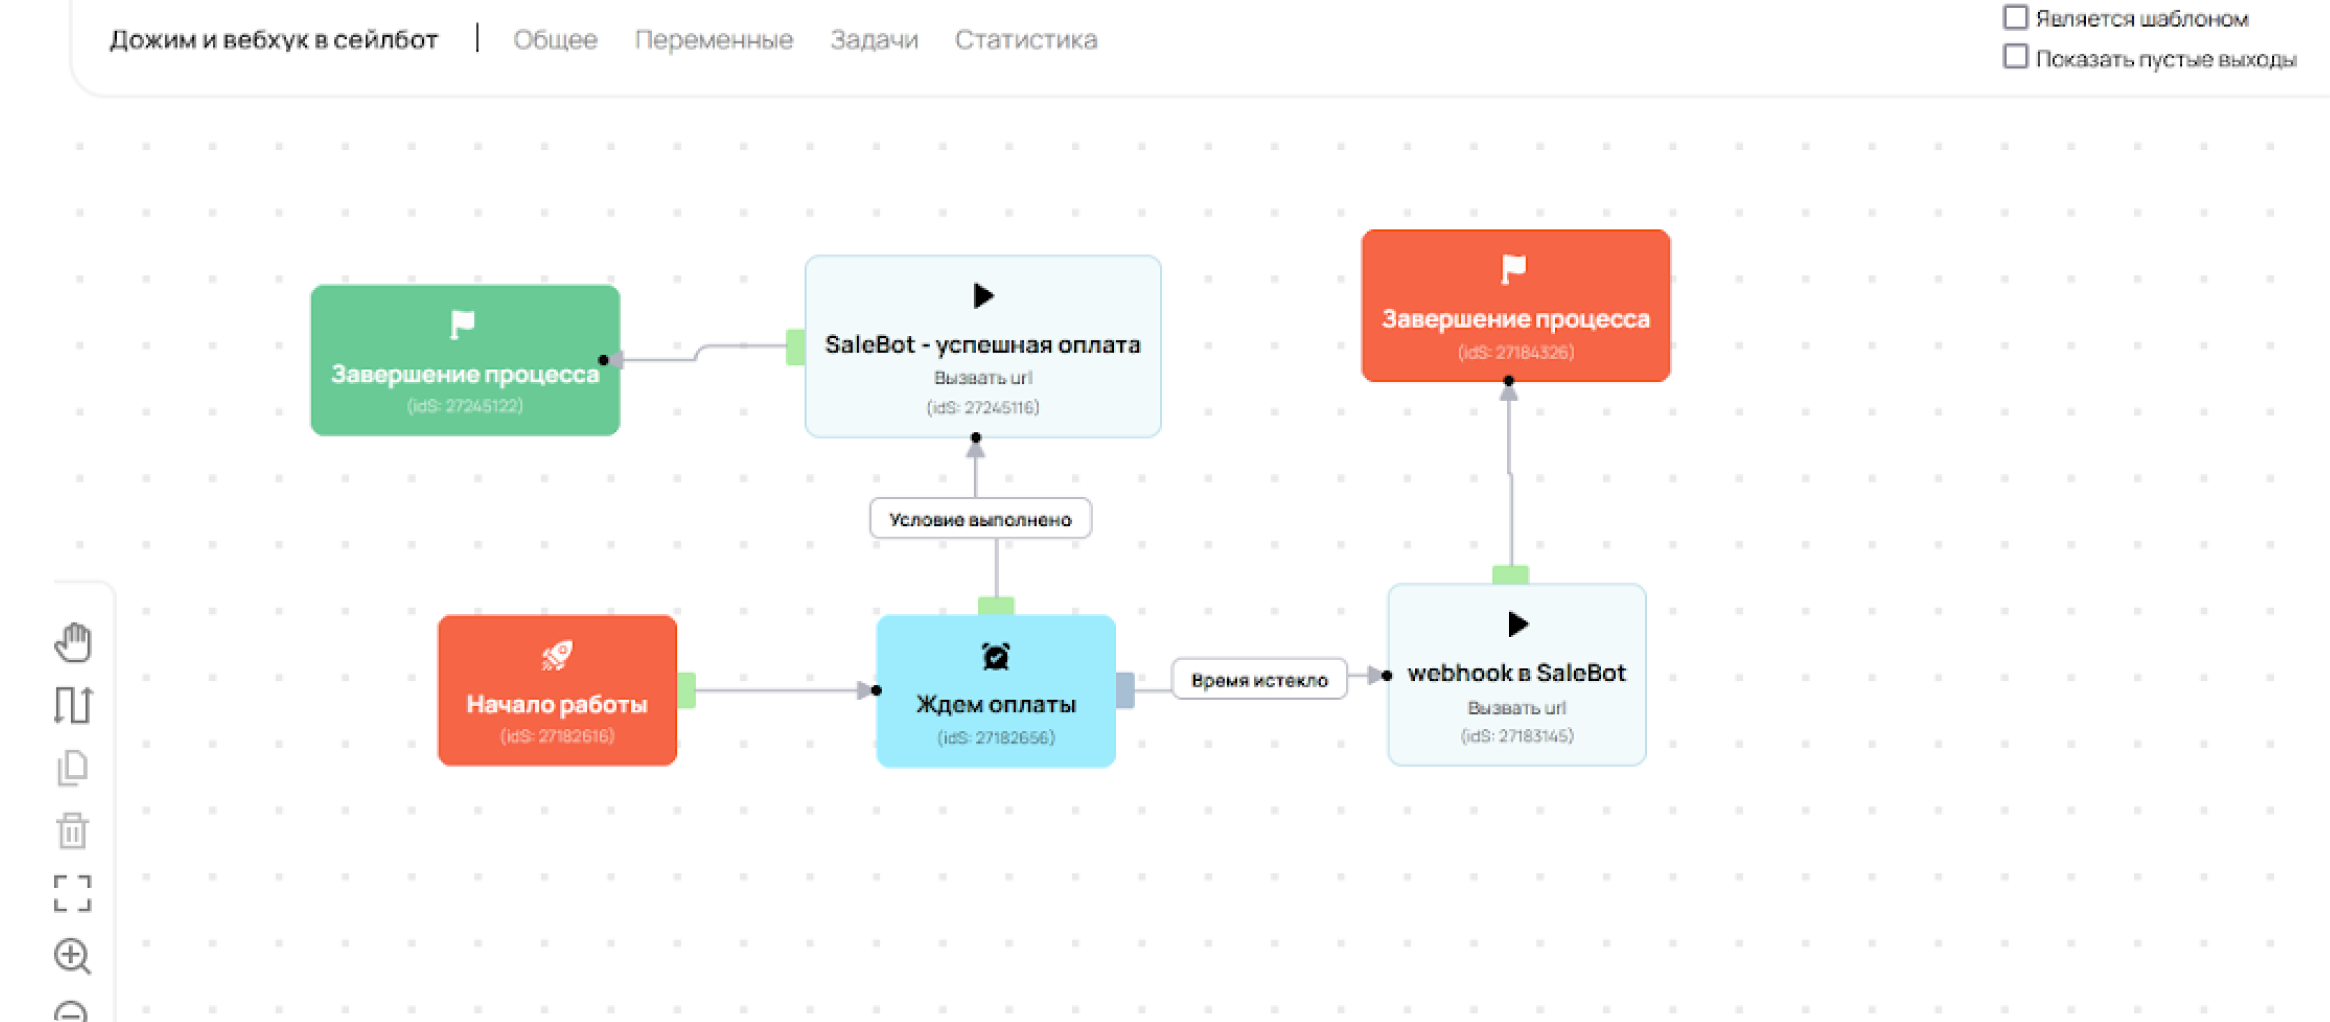 Дожим и вебхук в сейлбот
Общее
Переменные
Задачи
Статистика
Является шаблоном
Показать пустые выходы
Завершение процесса
(idS: 27245122)
SaleBot - успешная оплата
Вызвать url
(idS: 27245116)
Завершение процесса
(idS: 27184326)
Условие выполнено
Начало работы
(idS: 27182616)
Ждем оплаты
(idS: 27182656)
Время истекло
webhook в SaleBot
Вызвать url
(idS: 27183145)